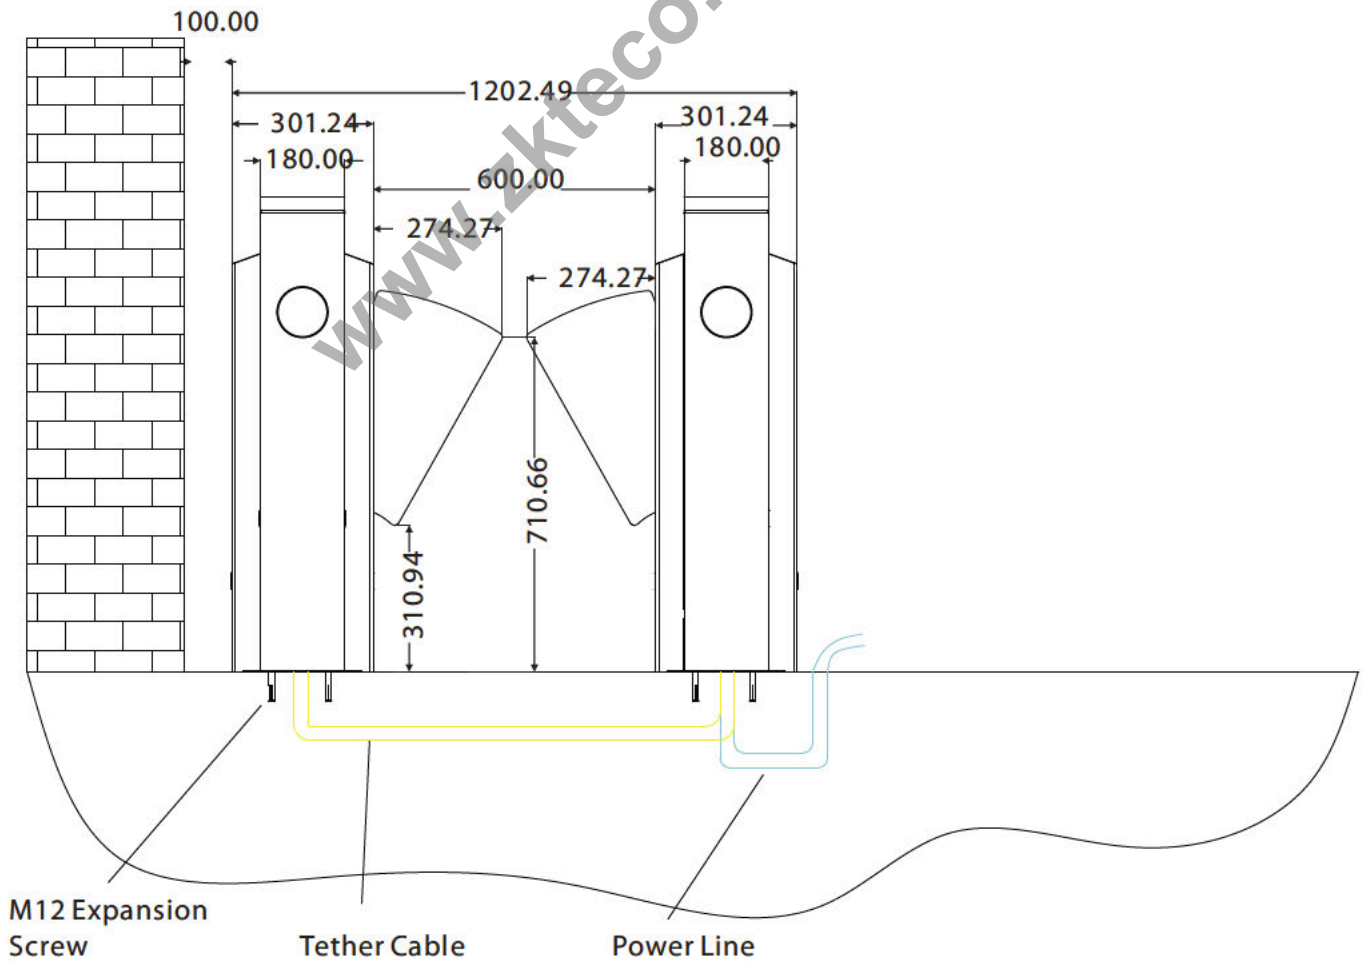 100.00
1202.49
301.24
301.24
180.00
180.00
600.00
274.27
274.27
710.66
310.94
www.zkteco.
M12 Expansion
Screw
Tether Cable
Power Line